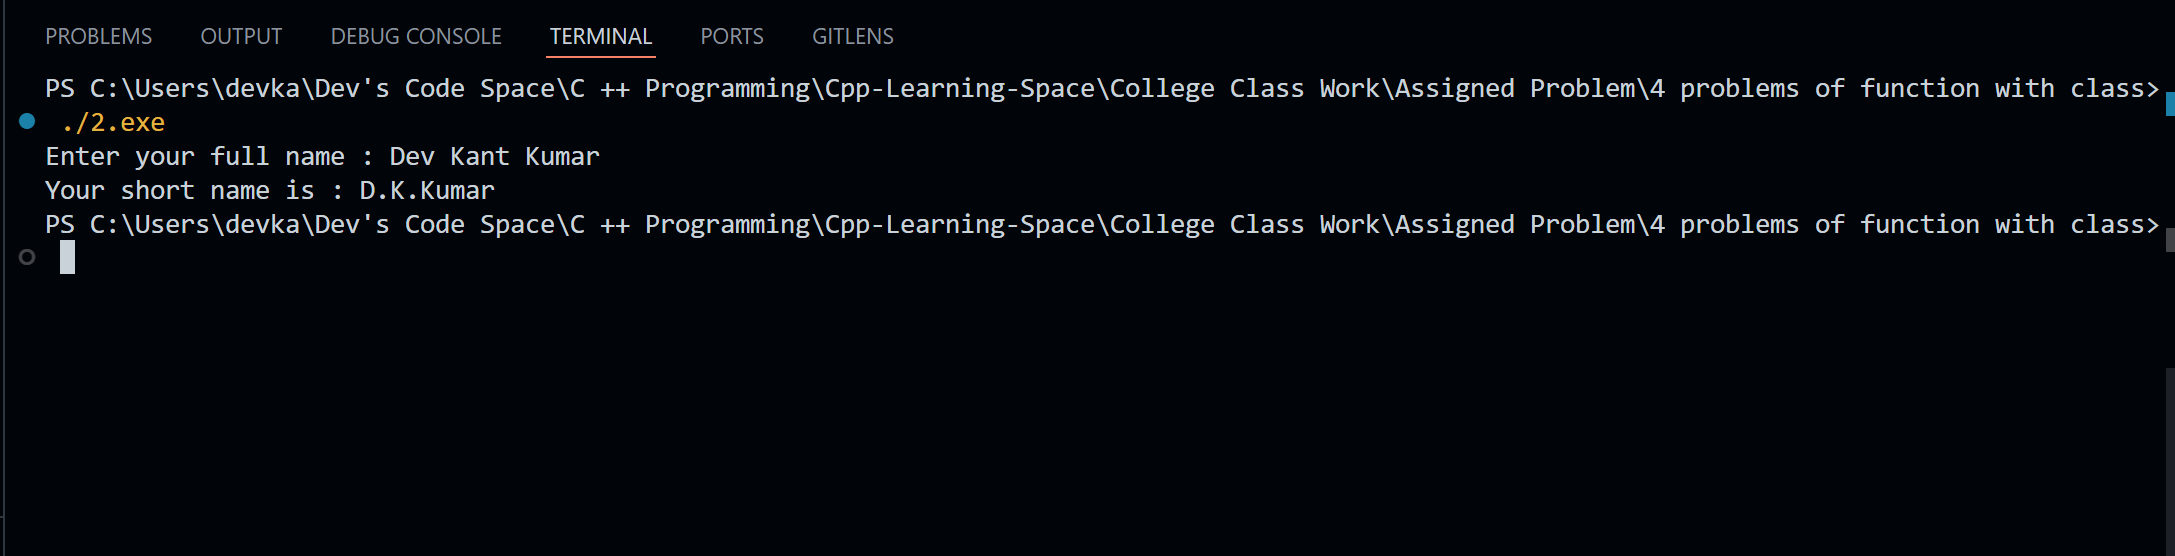 PROBLEMS OUTPUT DEBUG CONSOLE TERMINAL PORTS GITLENS
PS C:\Users\devka\Dev's Code Space\C ++ Programming\Cpp-Learning-Space\College Class Work\Assigned Problem\4 problems of function with class>
./2.exe
Enter your full name : Dev Kant Kumar
Your short name is : D.K.Kumar
PS C:\Users\devka\Dev's Code Space\C ++ Programming\Cpp-Learning-Space\College Class Work\Assigned Problem\4 problems of function with class>